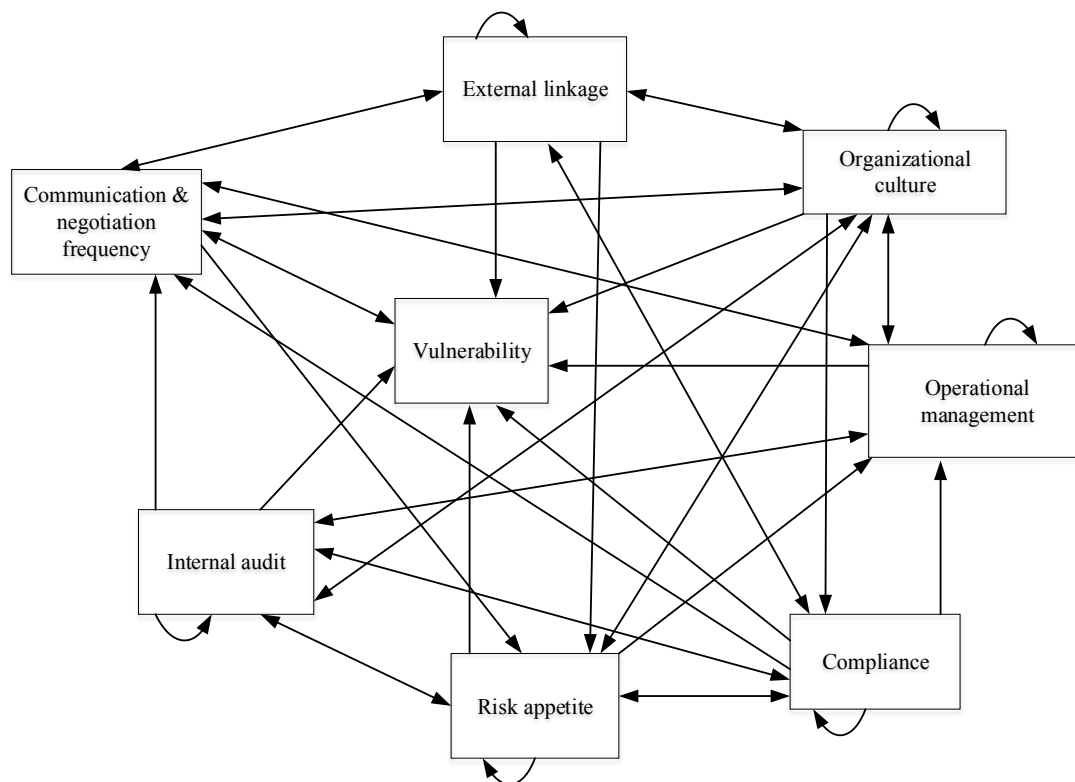 External linkage
Organizational
culture
Communication &
negotiation
frequency
Vulnerability
Operational
management
Internal audit
Compliance
Risk appetite